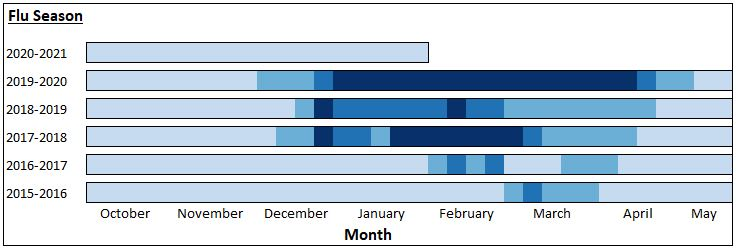 Flu Season
2020-2021
2019-2020
2018-2019
2017-2018
2016-2017
2015-2016
October November December January February March April May
Month